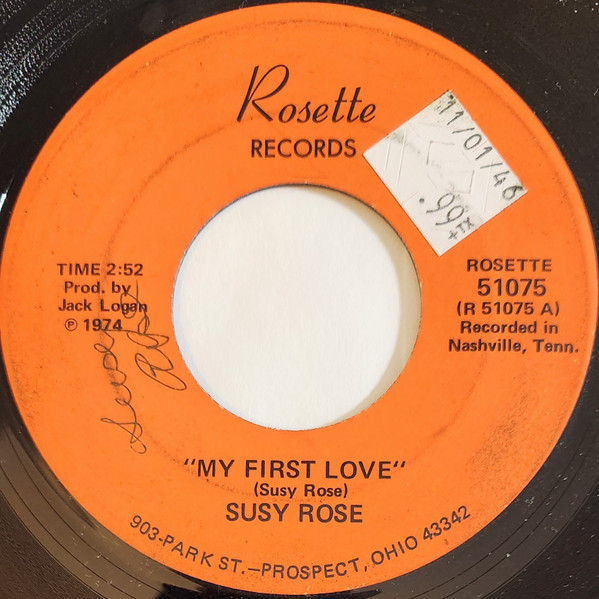 Rosette
RECORDS
11/01/46
.99
+TX
TIME 2:52
Prod. by
Jack Logan
℗ 1974
ROSETTE
51075
(R 51075 A)
Recorded in
Nashville, Tenn.
"MY FIRST LOVE"
(Susy Rose)
SUSY ROSE
903-PARK ST.—PROSPECT, OHIO 43342